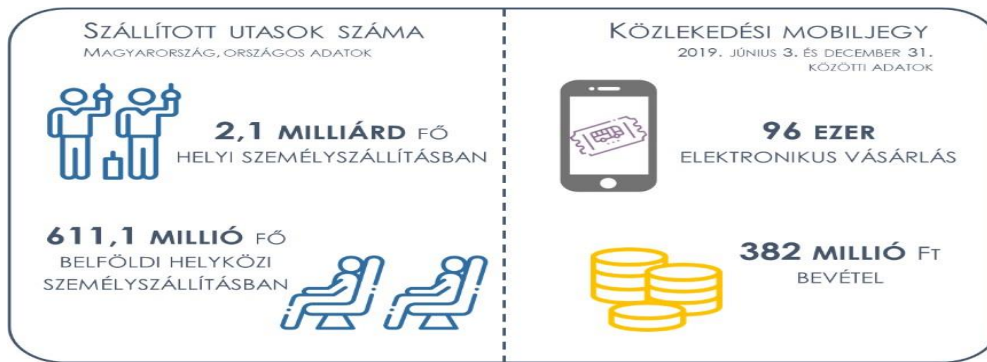 SZÁLLÍTOTT UTASOK SZÁMA
MAGYARORSZÁG, ORSZÁGOS ADATOK
2,1 MILLIÁRD FŐ
HELYI SZEMÉLYSZÁLLÍTÁSBAN
611,1 MILLIÓ FŐ
BELFÖLDI HELYKÖZI
SZEMÉLYSZÁLLÍTÁSBAN
KÖZLEKEDÉSI MOBILJEGY
2019. JÚNIUS 3. ÉS DECEMBER 31.
KÖZÖTTI ADATOK
96 EZER
ELEKTRONIKUS VÁSÁRLÁS
382 MILLIÓ FT
BEVÉTEL